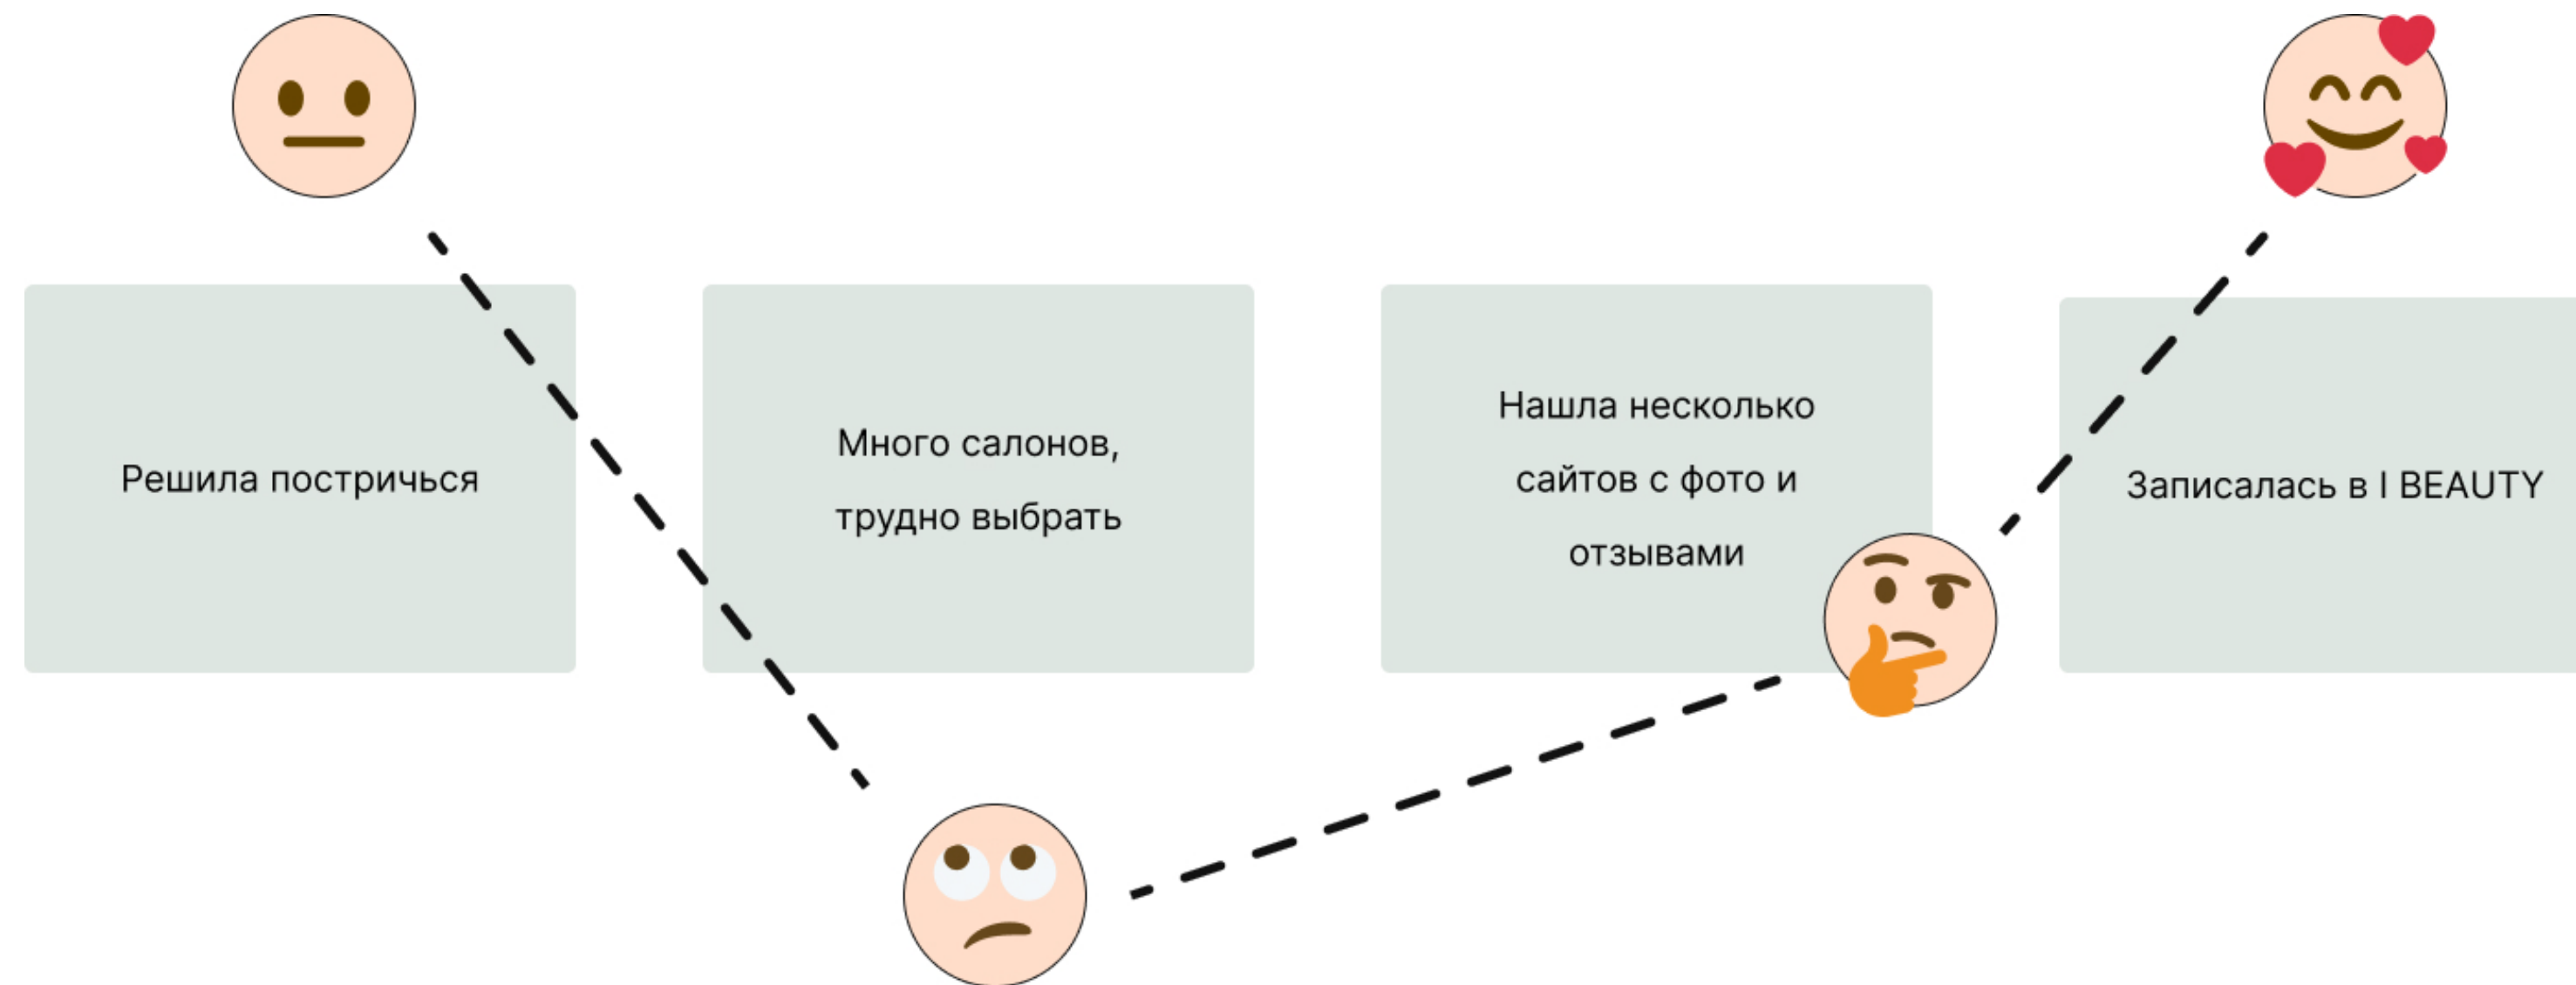 Решила постричься
Много салонов,
трудно выбрать
Нашла несколько
сайтов с фото и
отзывами
Записалась в I BEAUTY